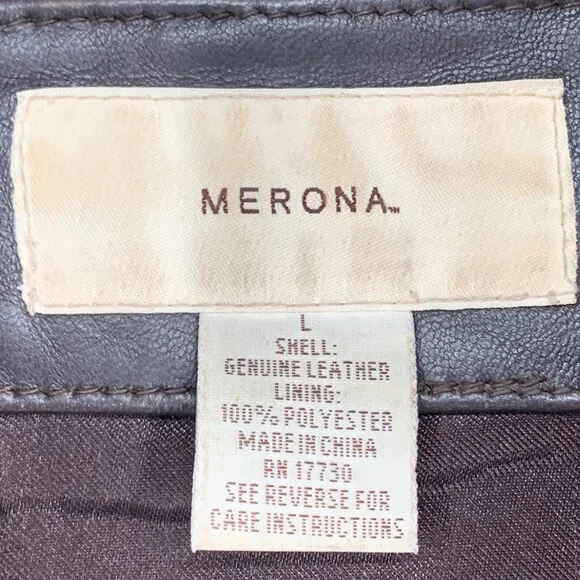 MERONA™
L
SHELL:
GENUINE LEATHER
LINING:
100% POLYESTER
MADE IN CHINA
RN 17730
SEE REVERSE FOR
CARE INSTRUCTIONS